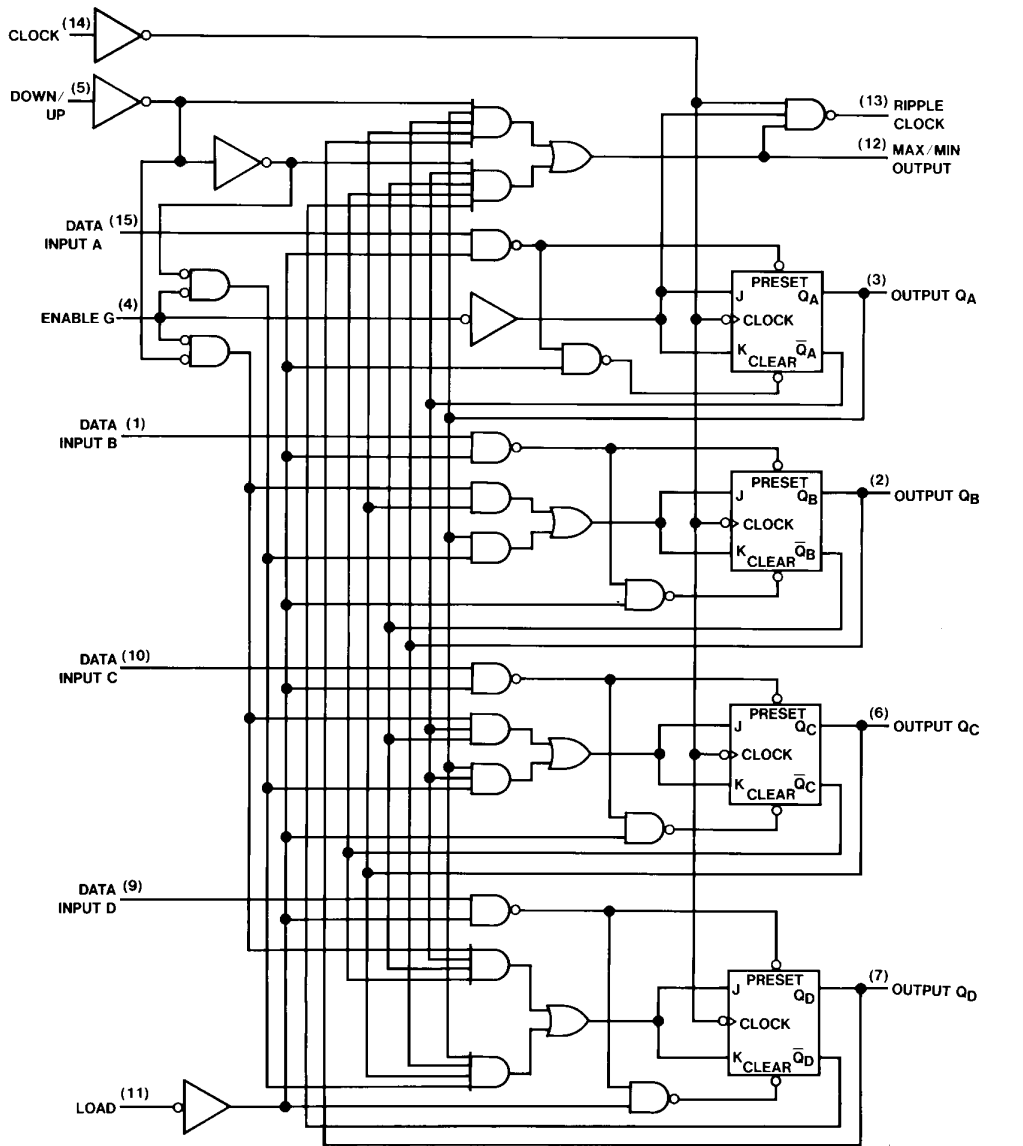 CLOCK (14)
DOWN/ (5)
UP
(13) RIPPLE
CLOCK
(12) MAX/MIN
OUTPUT
DATA (15)
INPUT A
PRESET
J QA
CLOCK
K Q̅A
CLEAR
(3) OUTPUT QA
ENABLE G (4)
DATA (1)
INPUT B
PRESET
J QB
CLOCK
K Q̅B
CLEAR
(2) OUTPUT QB
DATA (10)
INPUT C
PRESET
J QC
CLOCK
K Q̅C
CLEAR
(6) OUTPUT QC
DATA (9)
INPUT D
PRESET
J QD
CLOCK
K Q̅D
CLEAR
(7) OUTPUT QD
LOAD (11)